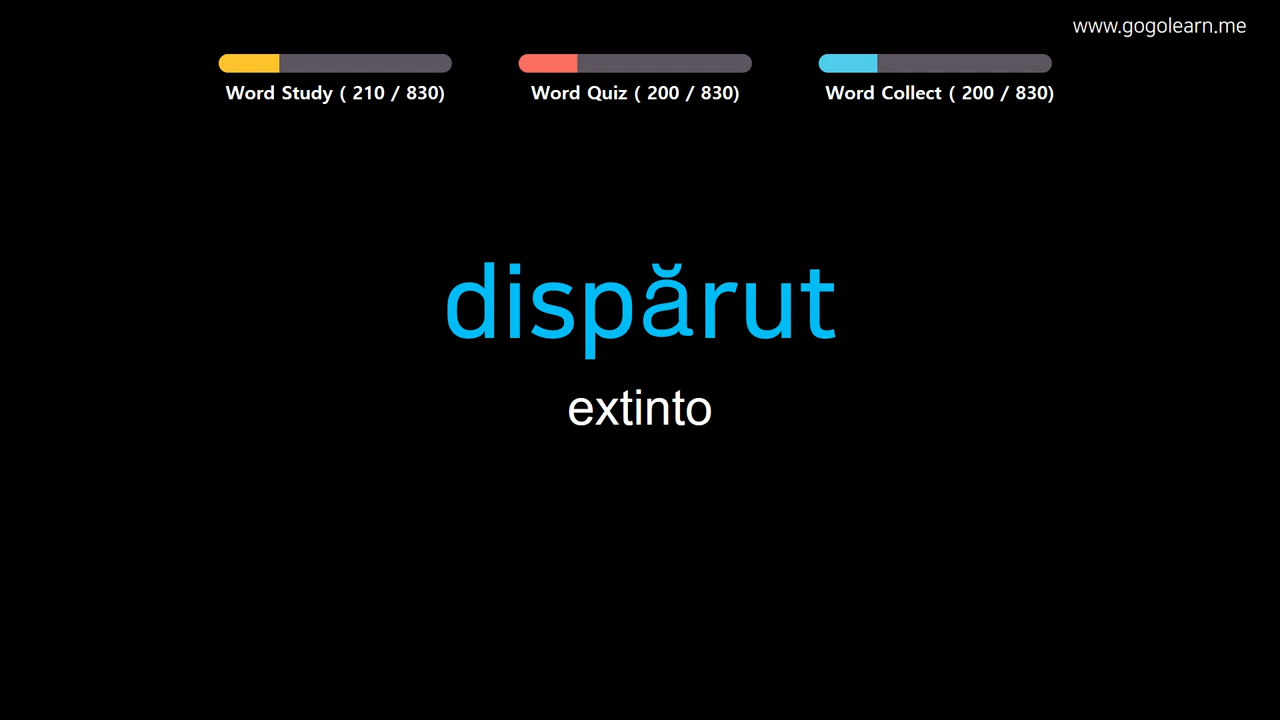 www.gogolearn.me
Word Study ( 210 / 830)
Word Quiz ( 200 / 830)
Word Collect ( 200 / 830)
dispărut
extinto